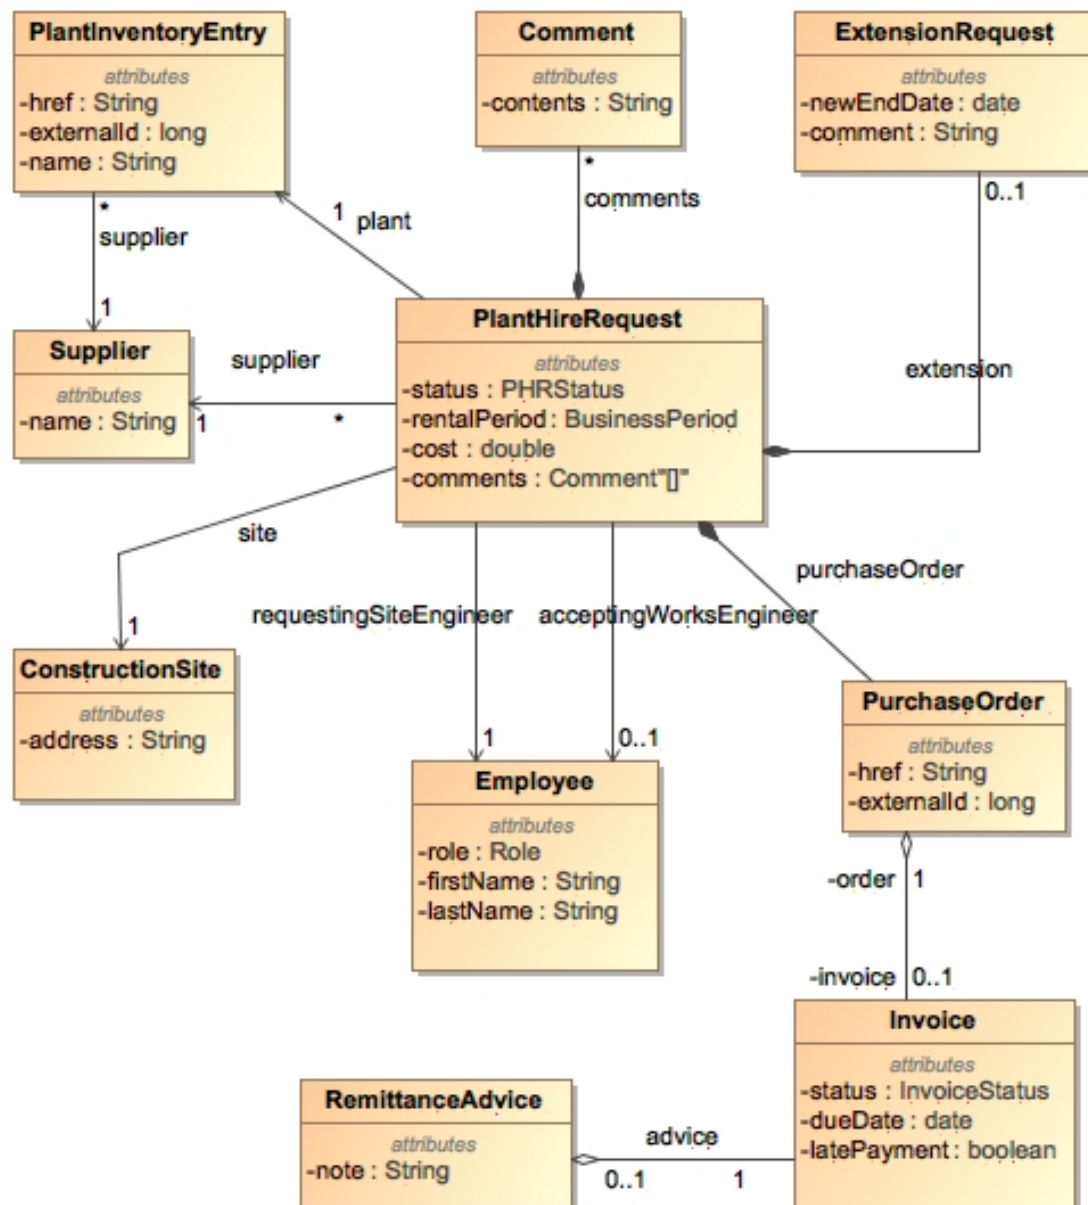 PlantInventoryEntry
attributes
-href : String
-externalId : long
-name : String
Comment
attributes
-contents : String
ExtensionRequest
attributes
-newEndDate : date
-comment : String
*
supplier
1
1 plant
*
comments
0..1
extension
Supplier
attributes
-name : String
supplier
1
*
PlantHireRequest
attributes
-status : PHRStatus
-rentalPeriod : BusinessPeriod
-cost : double
-comments : Comment"[]"
site
1
requestingSiteEngineer
1
acceptingWorksEngineer
0..1
purchaseOrder
ConstructionSite
attributes
-address : String
Employee
attributes
-role : Role
-firstName : String
-lastName : String
PurchaseOrder
attributes
-href : String
-externalId : long
-order 1
-invoice 0..1
Invoice
attributes
-status : InvoiceStatus
-dueDate : date
-latePayment : boolean
RemittanceAdvice
attributes
-note : String
advice
0..1
1